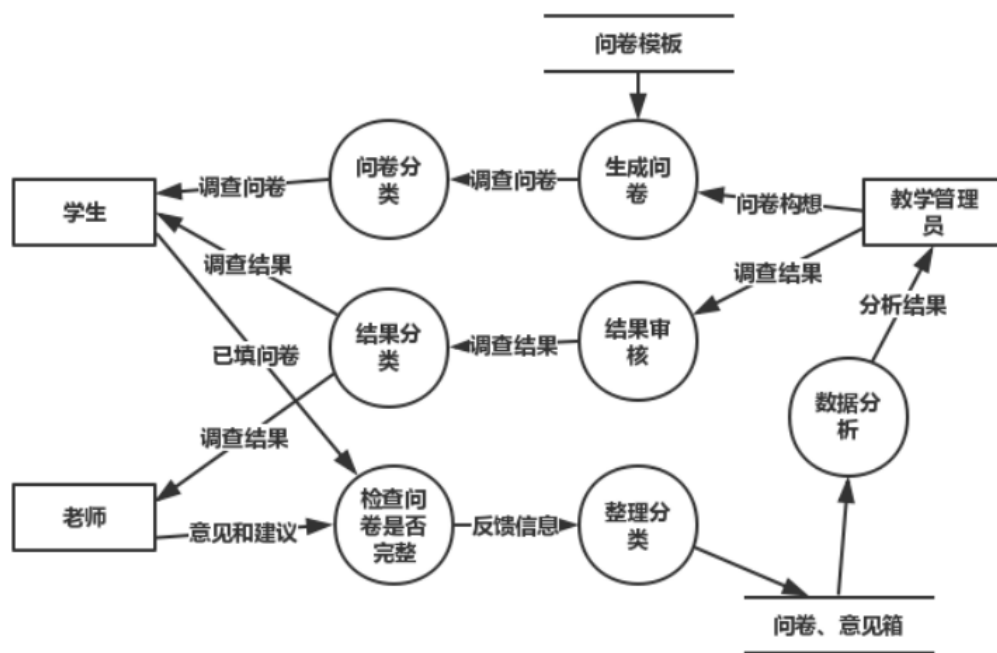 问卷模板
问卷分
类
生成问
卷
调查问卷
调查问卷
问卷构想
学生
教学管理
员
调查结果
调查结果
分析结果
结果分
类
调查结果
结果审
核
已填问卷
数据分
析
调查结果
老师
意见和建议
检查问
卷是否
完整
反馈信息
整理分
类
问卷、意见箱